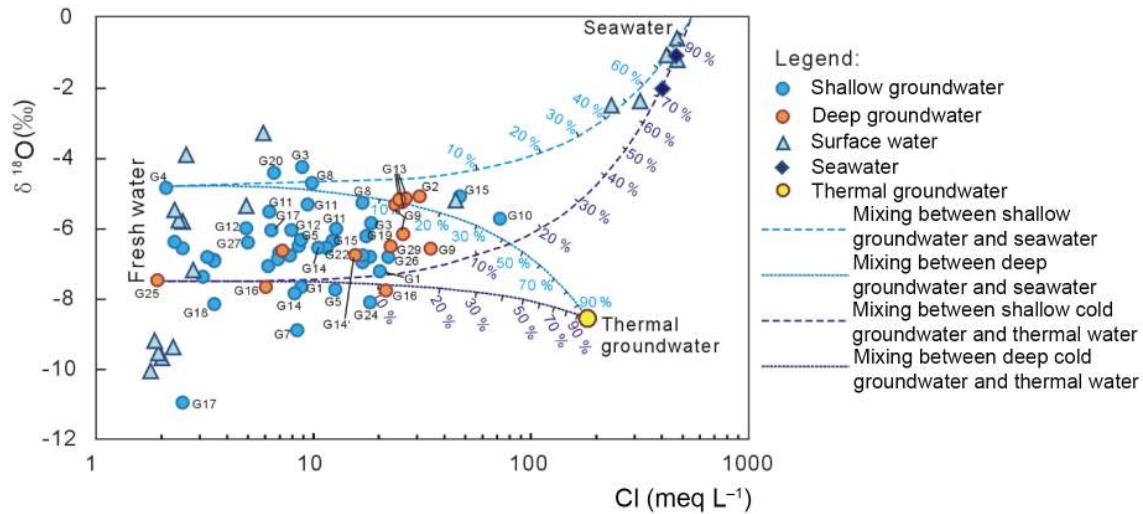 0
-2
-4
-6
-8
-10
-12
δ ¹⁸O(‰)
1
10
100
1000
Cl (meq L⁻¹)
Fresh water
Seawater
Thermal
groundwater
G4
G20
G3
G8
G13
G2
G8
G15
G11
G11
G17
G12
G12
G11
G3
G9
G10
G27
G5
G15
G19
G14
G22
G29
G26
G9
G25
G16
G1
G14
G5
G14'
G1
G16
G24
G18
G7
G17
10 %
20 %
30 %
40 %
60 %
90 %
70 %
60 %
50 %
40 %
30 %
20 %
10%
10%
20 %
30 %
50 %
70 %
90 %
20 %
30 %
50 %
70 %
90 %
Legend:
Shallow groundwater
Deep groundwater
Surface water
Seawater
Thermal groundwater
Mixing between shallow
groundwater and seawater
Mixing between deep
groundwater and seawater
Mixing between shallow cold
groundwater and thermal water
Mixing between deep cold
groundwater and thermal water